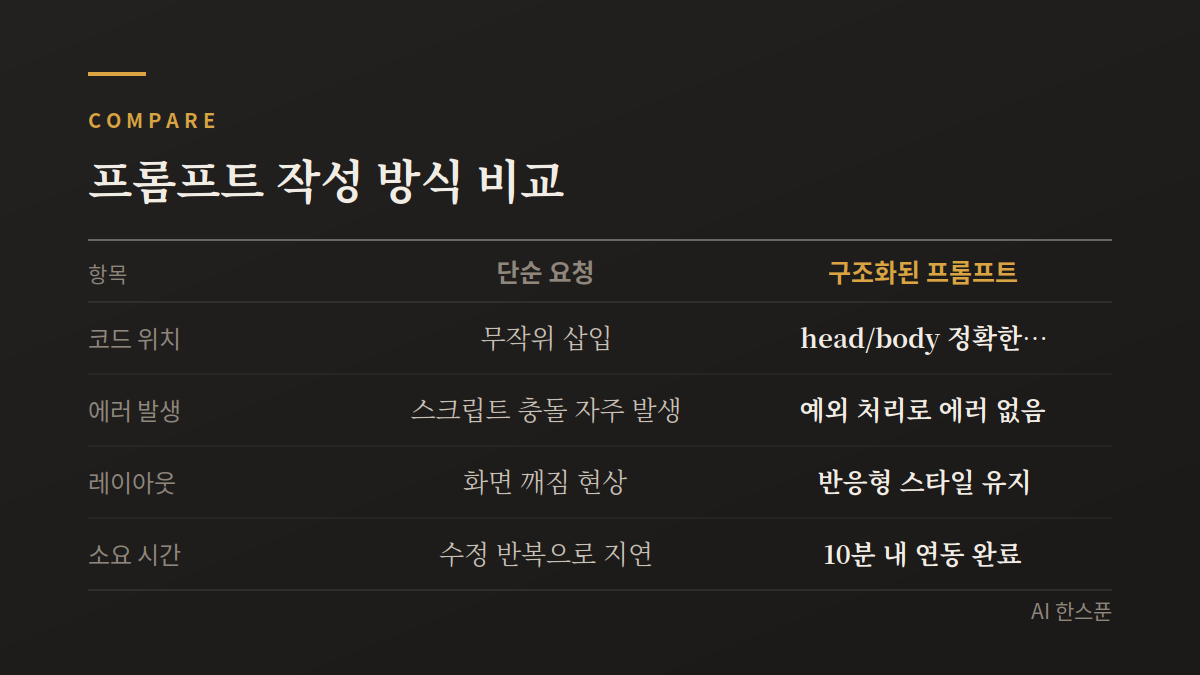 COMPARE
프롬프트 작성 방식 비교
항목 단순 요청 구조화된 프롬프트
코드 위치 무작위 삽입 head/body 정확한…
에러 발생 스크립트 충돌 자주 발생 예외 처리로 에러 없음
레이아웃 화면 깨짐 현상 반응형 스타일 유지
소요 시간 수정 반복으로 지연 10분 내 연동 완료
AI 한스푼